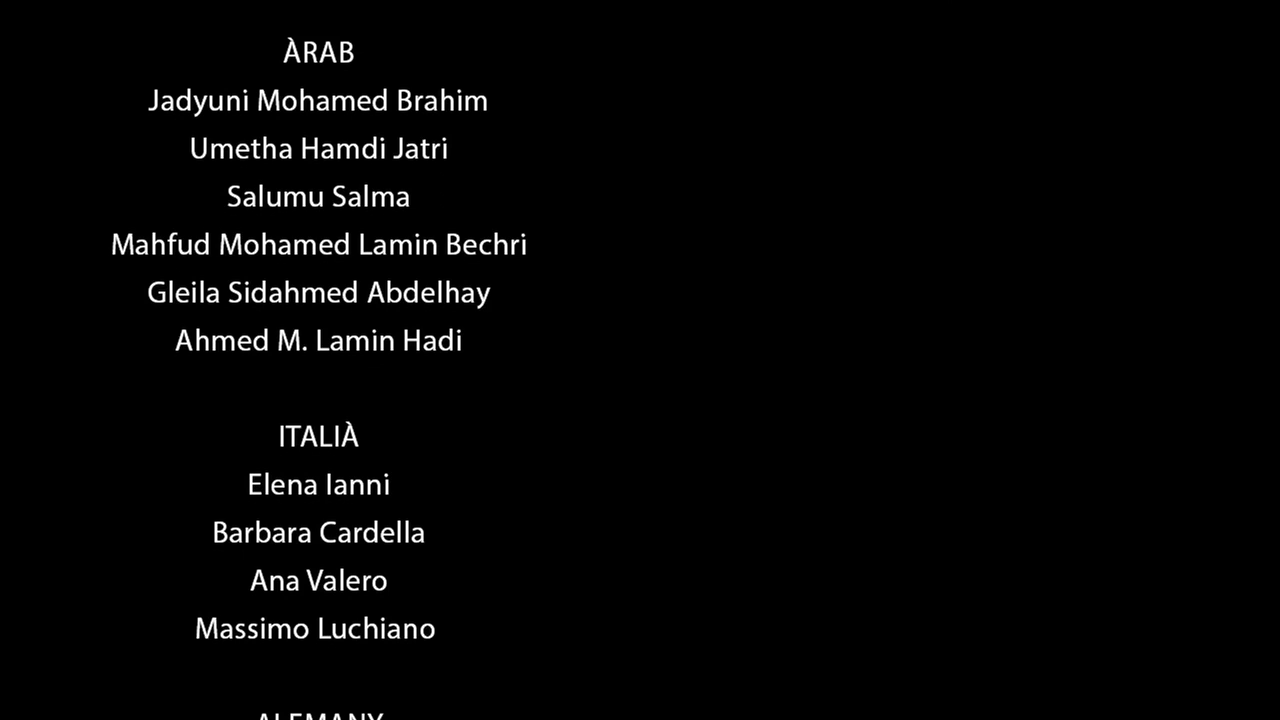 ÀRAB
Jadyuni Mohamed Brahim
Umetha Hamdi Jatri
Salumu Salma
Mahfud Mohamed Lamin Bechri
Gleila Sidahmed Abdelhay
Ahmed M. Lamin Hadi
ITALIÀ
Elena Ianni
Barbara Cardella
Ana Valero
Massimo Luchiano
ALEMANY